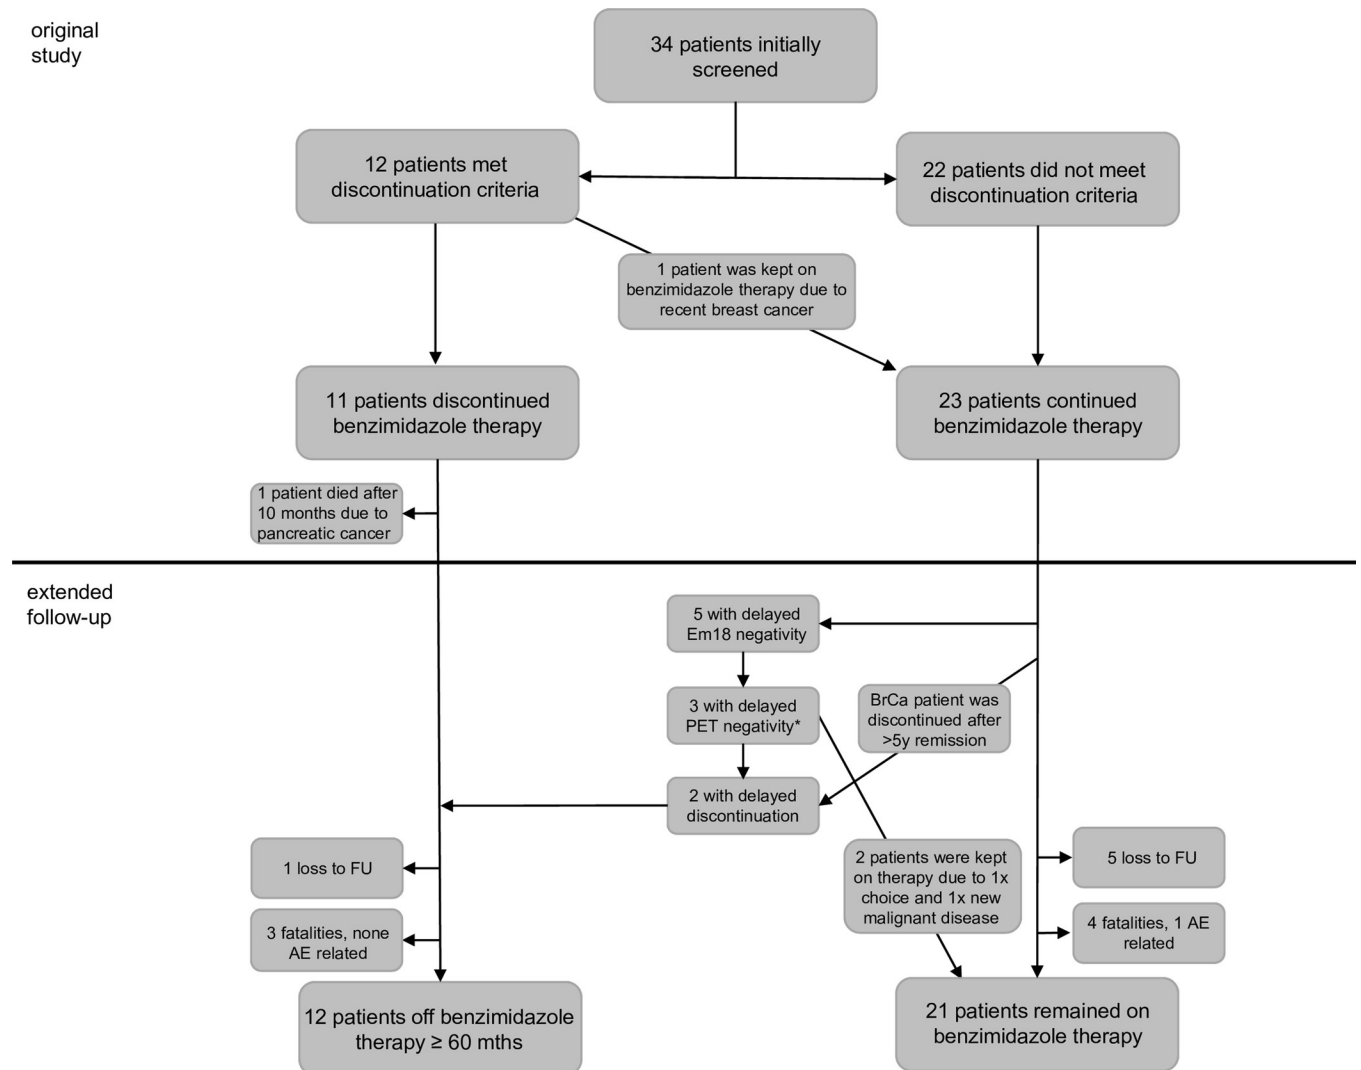 original
study
34 patients initially
screened
12 patients met
discontinuation criteria
22 patients did not meet
discontinuation criteria
1 patient was kept on
benzimidazole therapy due to
recent breast cancer
11 patients discontinued
benzimidazole therapy
23 patients continued
benzimidazole therapy
1 patient died after
10 months due to
pancreatic cancer
extended
follow-up
5 with delayed
Em18 negativity
3 with delayed
PET negativity*
BrCa patient was
discontinued after
>5y remission
2 with delayed
discontinuation
1 loss to FU
2 patients were kept
on therapy due to 1x
choice and 1x new
malignant disease
5 loss to FU
3 fatalities, none
AE related
4 fatalities, 1 AE
related
12 patients off benzimidazole
therapy ≥ 60 mths
21 patients remained on
benzimidazole therapy